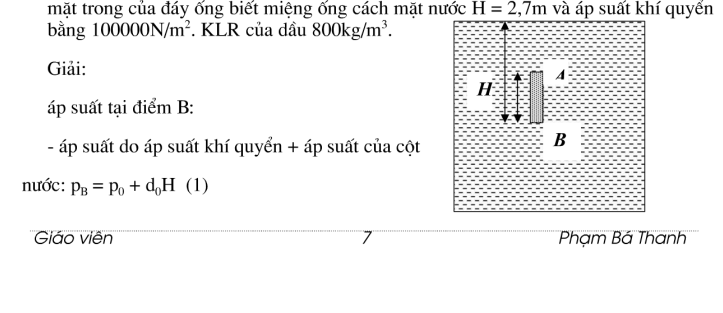 mặt trong của đáy ống biết miệng ống cách mặt nước H = 2,7m và áp suất khí quyển
bằng 100000N/m². KLR của dầu 800kg/m³.
Giải:
áp suất tại điểm B:
- áp suất do áp suất khí quyển + áp suất của cột
nước: p_B = p_0 + d_0H (1)
A
H
B
Giáo viên 7 Phạm Bá Thanh